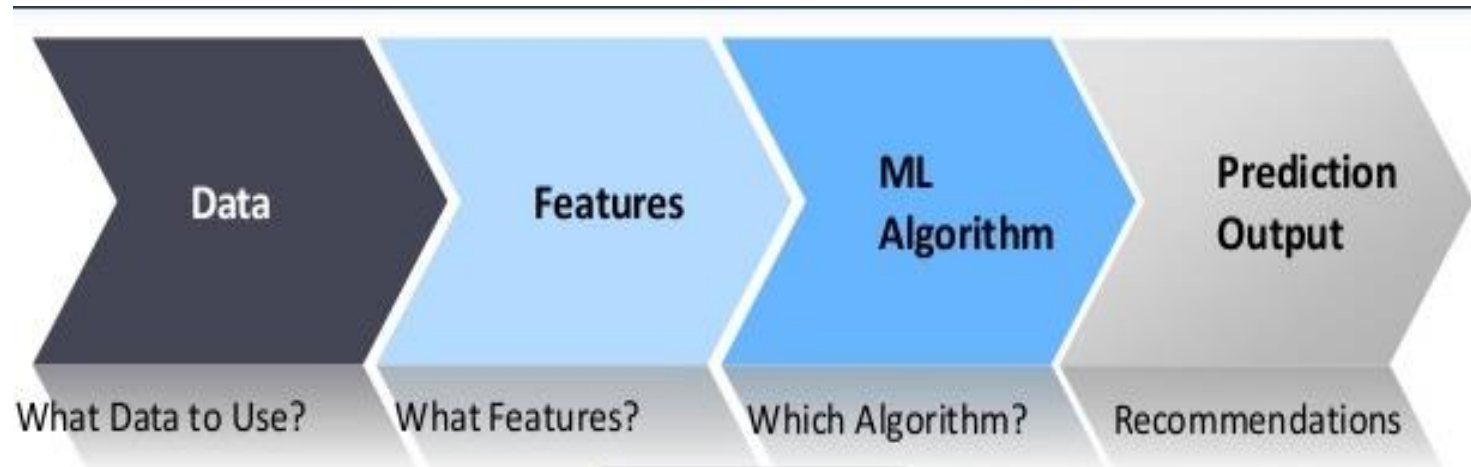 Data
Features
ML
Algorithm
Prediction
Output
What Data to Use?
What Features?
Which Algorithm?
Recommendations